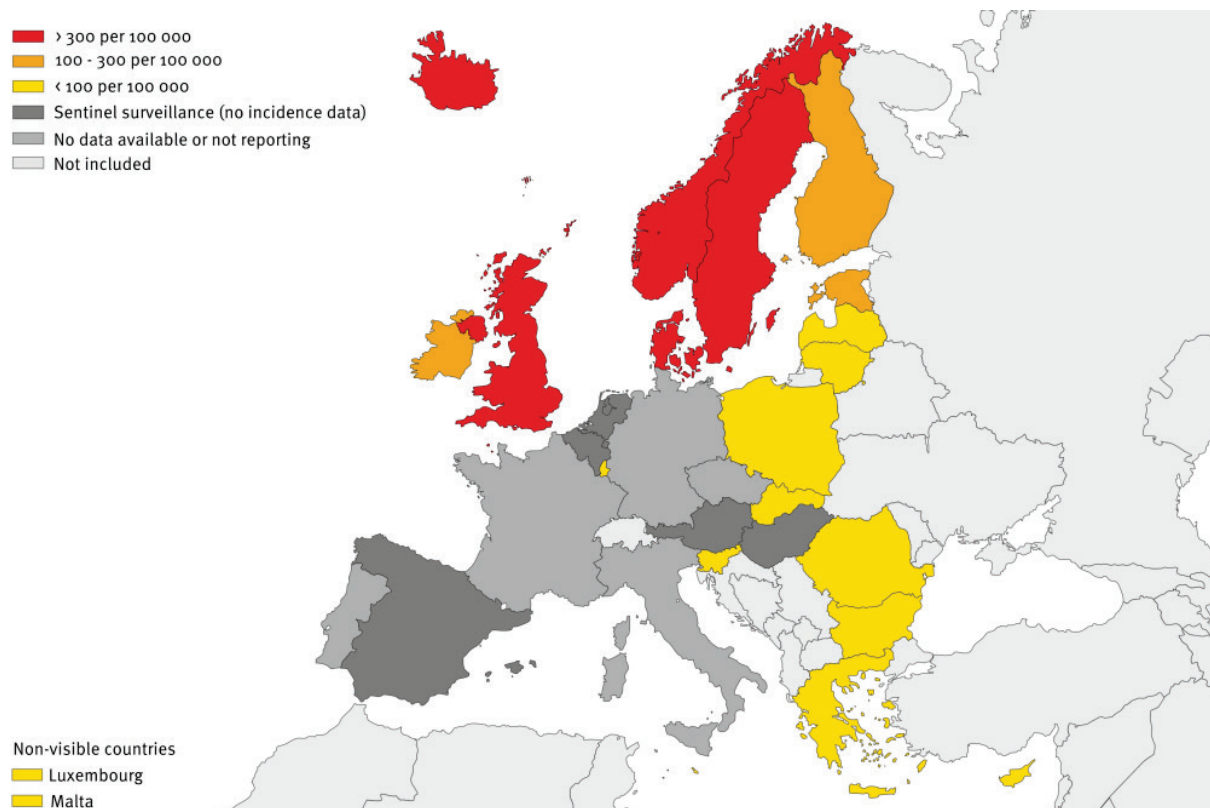 › 300 per 100 000
100 - 300 per 100 000
‹ 100 per 100 000
Sentinel surveillance (no incidence data)
No data available or not reporting
Not included
Non-visible countries
Luxembourg
Malta